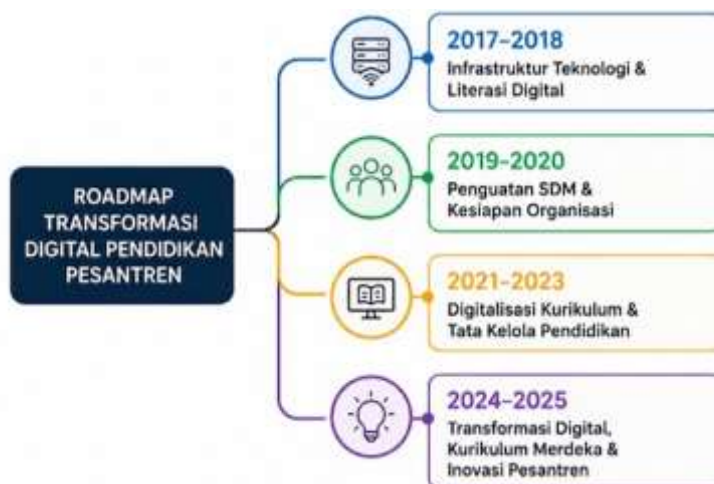 ROADMAP
TRANSFORMASI
DIGITAL PENDIDIKAN
PESANTREN
2017–2018
Infrastruktur Teknologi &
Literasi Digital
2019–2020
Penguatan SDM &
Kesiapan Organisasi
2021–2023
Digitalisasi Kurikulum &
Tata Kelola Pendidikan
2024–2025
Transformasi Digital,
Kurikulum Merdeka &
Inovasi Pesantren